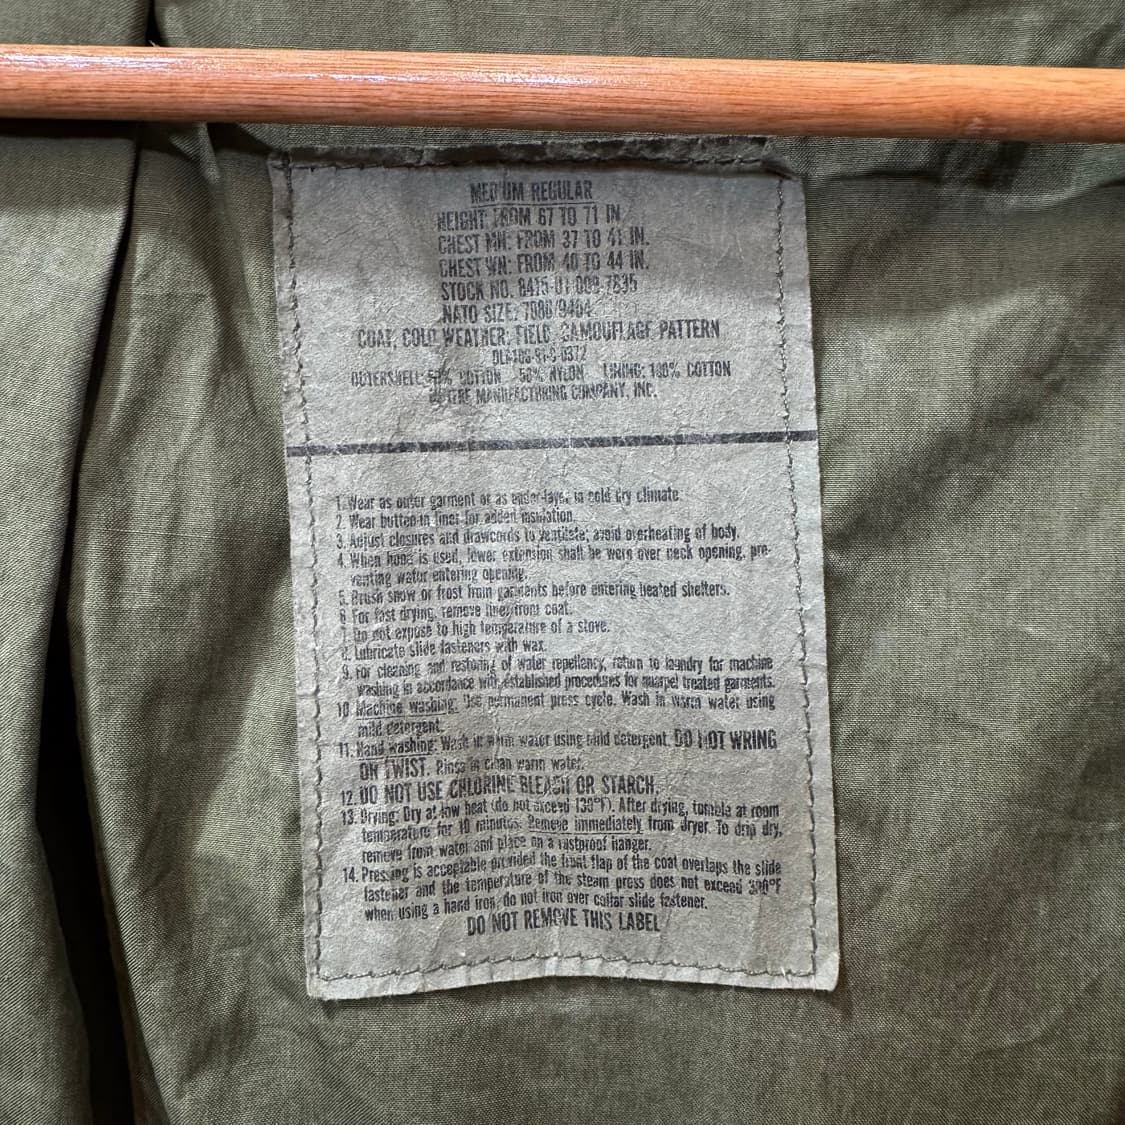 MEDIUM REGULAR
HEIGHT: FROM 67 TO 71 IN
CHEST MN: FROM 37 TO 41 IN.
CHEST WN: FROM 40 TO 44 IN.
STOCK NO. 8415-01-099-7835
NATO SIZE: 7080/9404
COAT, COLD WEATHER, FIELD, CAMOUFLAGE PATTERN
DLA100-81-C-0372
OUTERSHELL: 50% COTTON 50% NYLON LINING: 100% COTTON
MANUFACTURING COMPANY, INC.
1. Wear as outer garment or as under-layer in cold dry climate
2. Wear button-in liner for added insulation.
3. Adjust closures and drawcords to ventilate; avoid overheating of body.
4. When hood is used, lower extension shall be worn over neck opening, pre-
venting water entering opening.
5. Brush snow or frost from garments before entering heated shelters.
6. For fast drying, remove liner from coat.
7. Do not expose to high temperature of a stove.
8. Lubricate slide fasteners with wax.
9. For cleaning and restoring of water repellency, return to laundry for machine
washing in accordance with established procedures for quarpel treated garments.
10 Machine washing: Use permanent press cycle. Wash in warm water using
mild detergent.
11. Hand washing: Wash in warm water using mild detergent. DO NOT WRING
OR TWIST. Rinse in clean warm water.
12. DO NOT USE CHLORINE BLEACH OR STARCH.
13. Drying: Dry at low heat (do not exceed 130°F). After drying, tumble at room
temperature for 10 minutes. Remove immediately from dryer. To drip dry,
remove from water and place on a rustproof hanger.
14. Pressing is acceptable provided the front flap of the coat overlaps the slide
fastener and the temperature of the steam press does not exceed 300°F
when using a hand iron, do not iron over collar slide fastener.
DO NOT REMOVE THIS LABEL